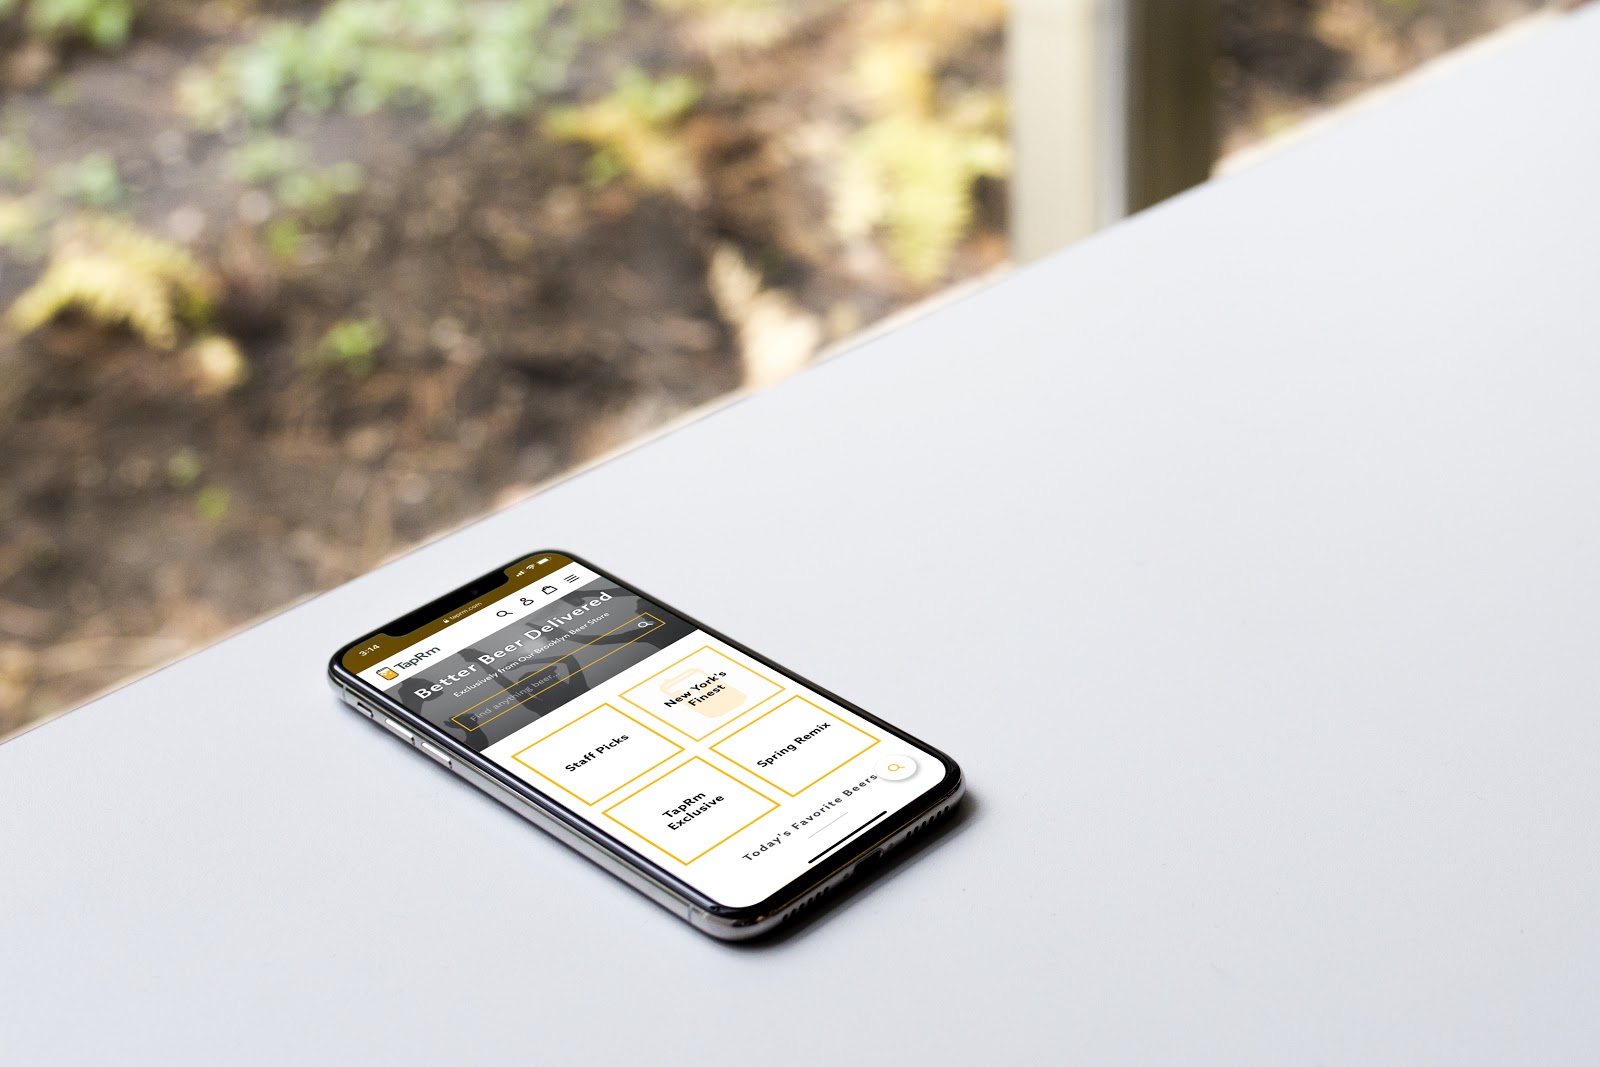 3:14
taprm.com
TapRm
Better Beer Delivered
Exclusively from Our Brooklyn Beer Store
Find anything beer...
Staff Picks
New York's
Finest
TapRm
Exclusive
Spring Remix
Today's Favorite Beers